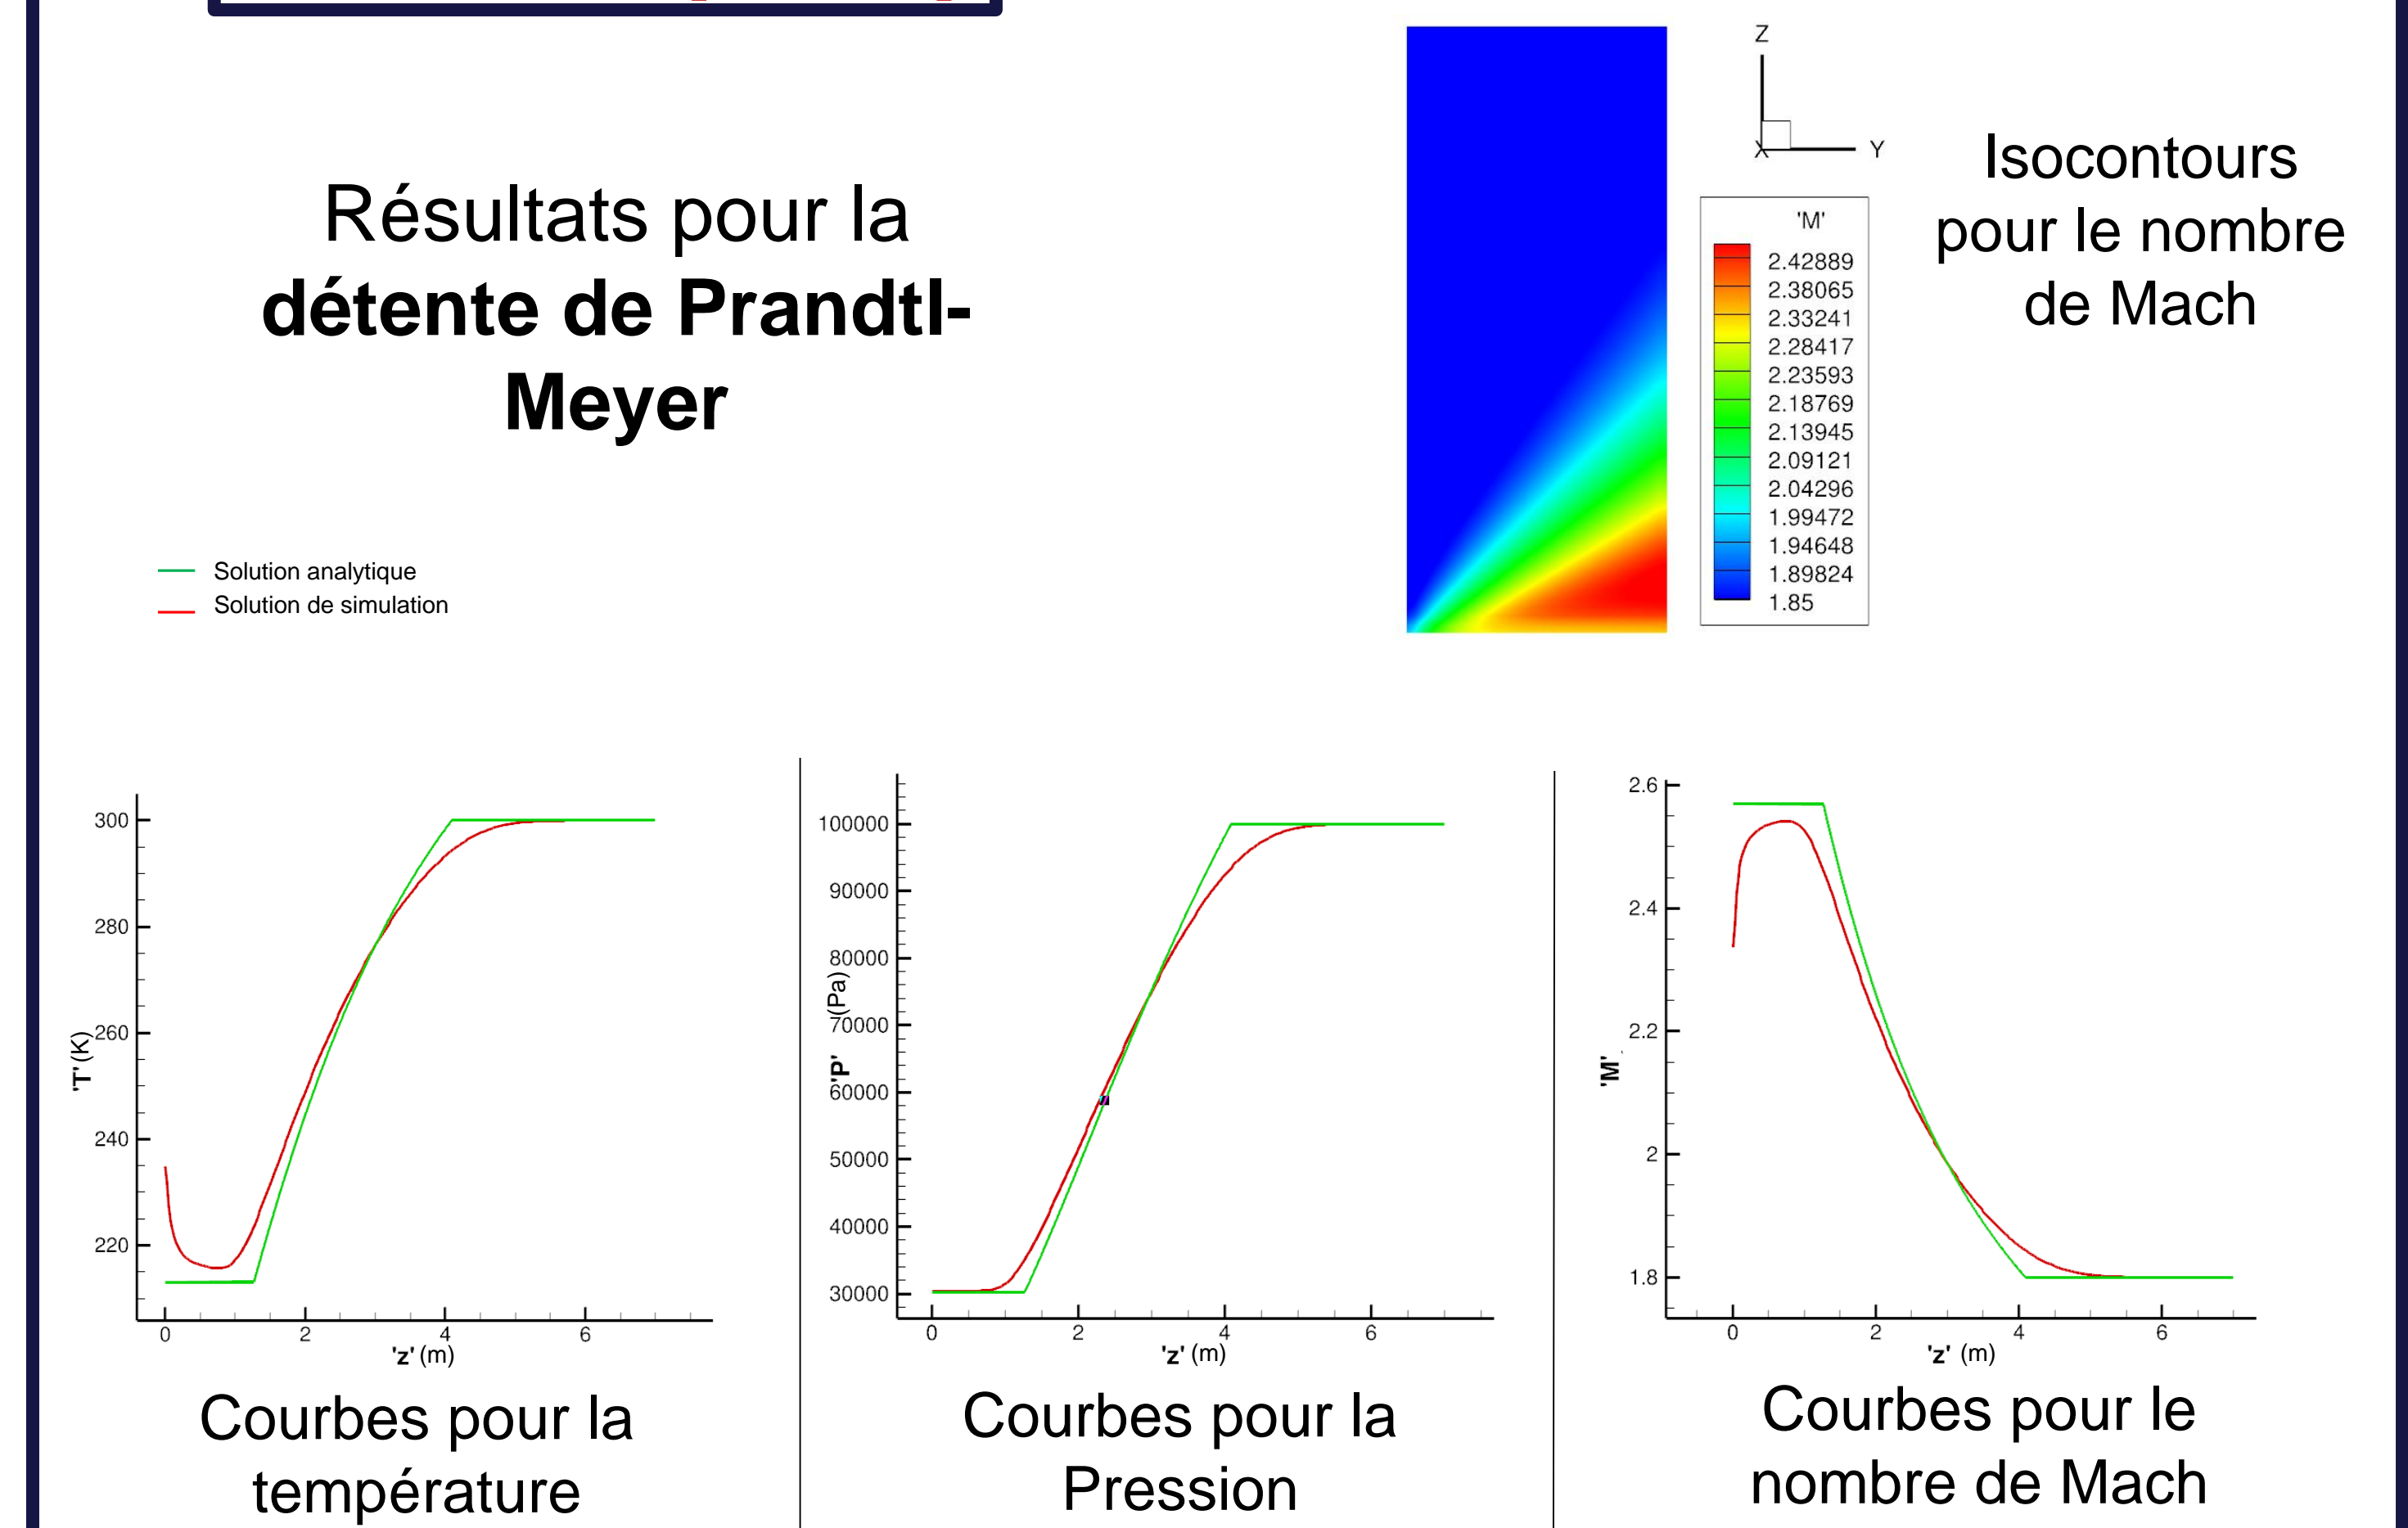 Résultats pour la
détente de Prandtl-
Meyer
Solution analytique
Solution de simulation
Z
X
Y
'M'
2.42889
2.38065
2.33241
2.28417
2.23593
2.18769
2.13945
2.09121
2.04296
1.99472
1.94648
1.89824
1.85
Isocontours
pour le nombre
de Mach
300
280
260
240
220
'T' (K)
0 2 4 6
'z' (m)
Courbes pour la
température
100000
90000
80000
70000
60000
50000
40000
30000
'P' (Pa)
0 2 4 6
'z' (m)
Courbes pour la
Pression
2.6
2.4
2.2
2
1.8
'M'
0 2 4 6
'z' (m)
Courbes pour le
nombre de Mach